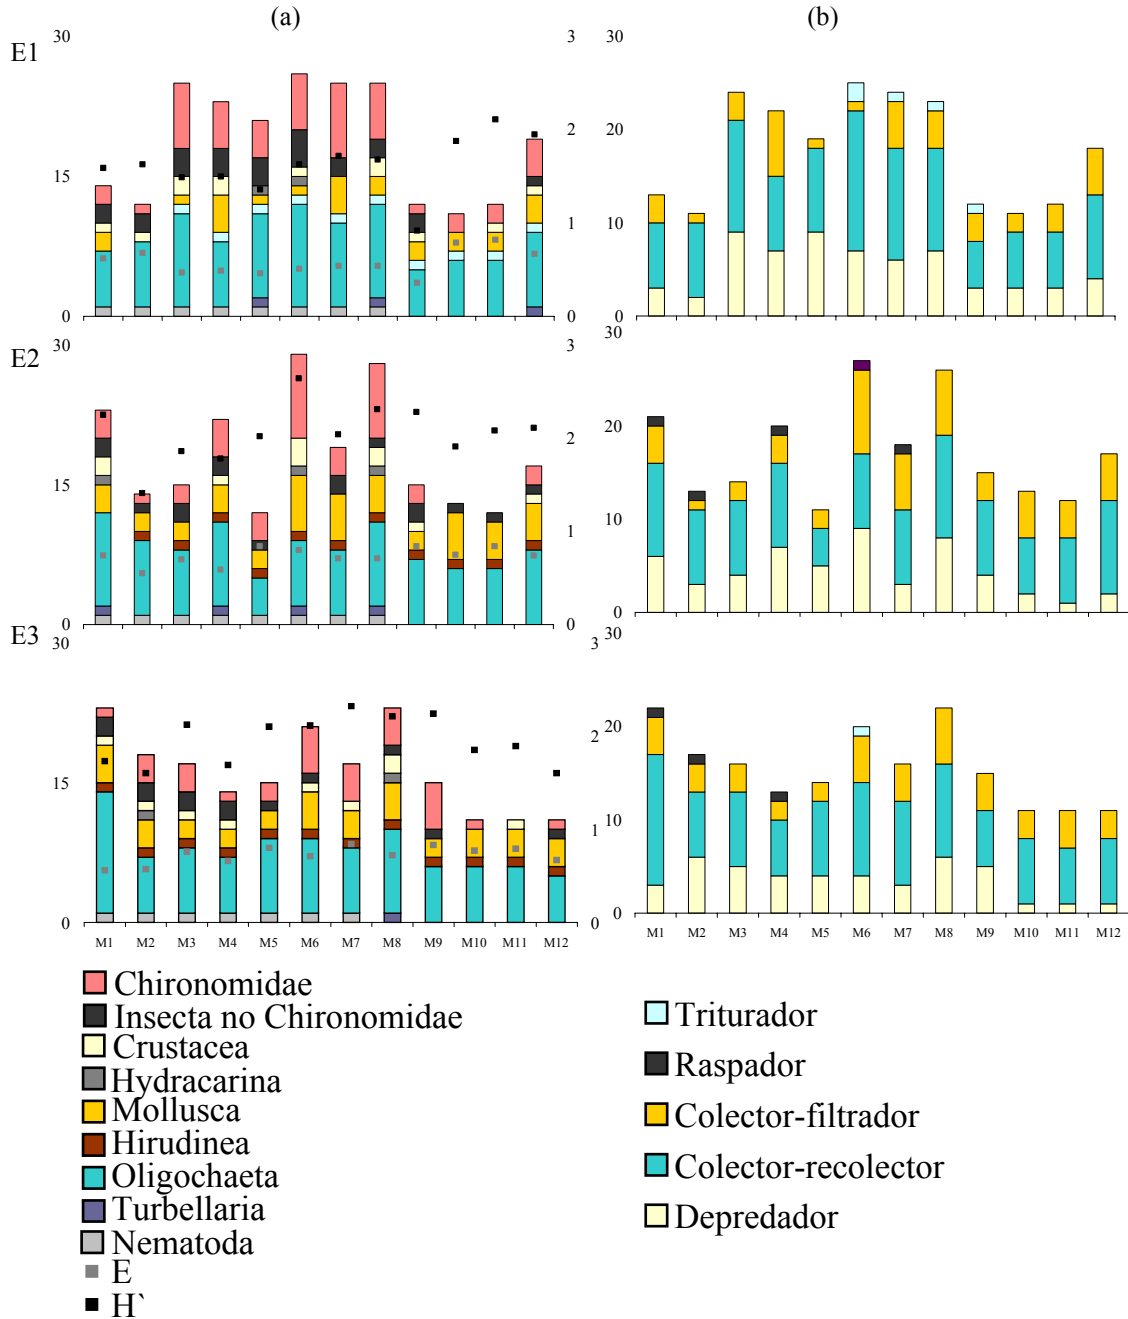 (a)
(b)
E1
30
15
0
3
2
1
0
30
20
10
0
E2
30
15
0
3
2
1
0
30
20
10
0
E3
30
15
0
3
2
1
0
30
20
10
0
M1 M2 M3 M4 M5 M6 M7 M8 M9 M10 M11 M12
M1 M2 M3 M4 M5 M6 M7 M8 M9 M10 M11 M12
Chironomidae
Insecta no Chironomidae
Crustacea
Hydracarina
Mollusca
Hirudinea
Oligochaeta
Turbellaria
Nematoda
E
H`
Triturador
Raspador
Colector-filtrador
Colector-recolector
Depredador